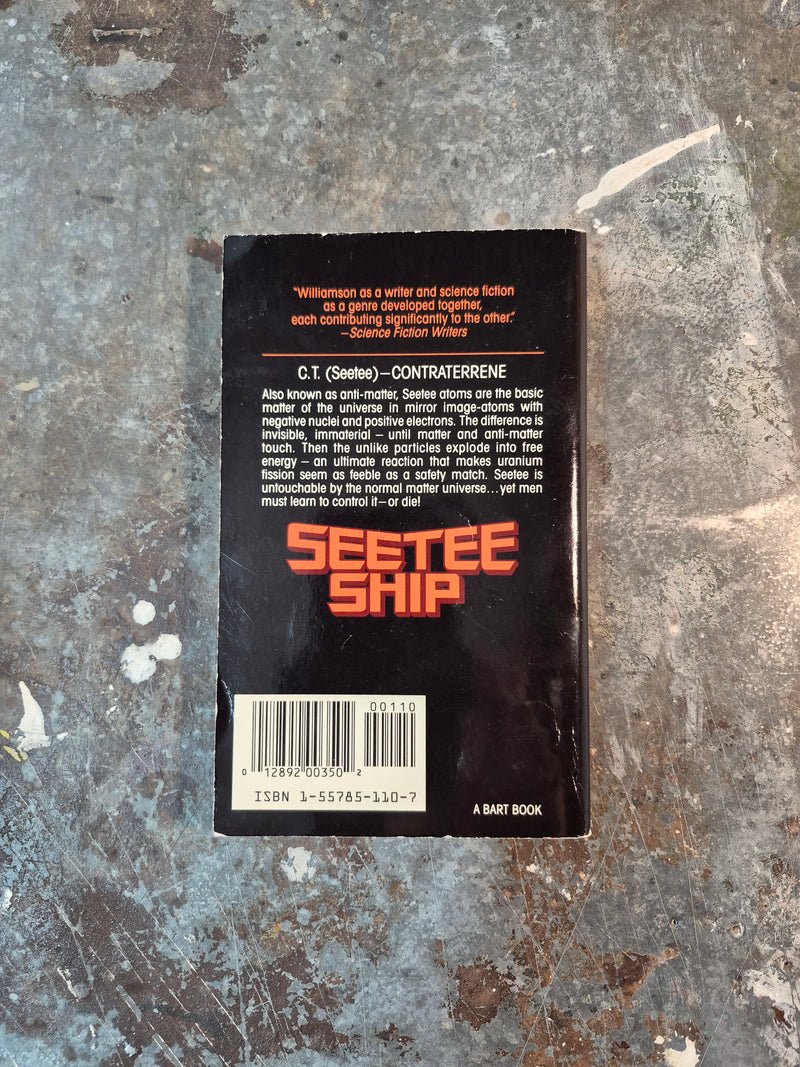 "Williamson as a writer and science fiction
as a genre developed together,
each contributing significantly to the other."
—Science Fiction Writers
C.T. (Seetee)—CONTRATERRENE
Also known as anti-matter, Seetee atoms are the basic
matter of the universe in mirror image-atoms with
negative nuclei and positive electrons. The difference is
invisible, immaterial — until matter and anti-matter
touch. Then the unlike particles explode into free
energy — an ultimate reaction that makes uranium
fission seem as feeble as a safety match. Seetee is
untouchable by the normal matter universe...yet men
must learn to control it—or die!
SEETEE
SHIP
00110
0 12892 00350 2
ISBN 1-55785-110-7
A BART BOOK